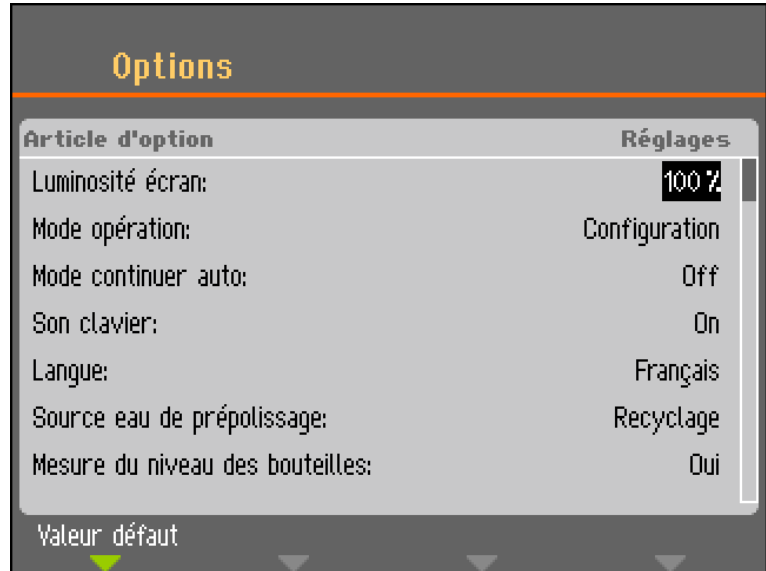 Options
Article d'option Réglages
Luminosité écran: 100 %
Mode opération: Configuration
Mode continuer auto: Off
Son clavier: On
Langue: Français
Source eau de prépolissage: Recyclage
Mesure du niveau des bouteilles: Oui
Valeur défaut